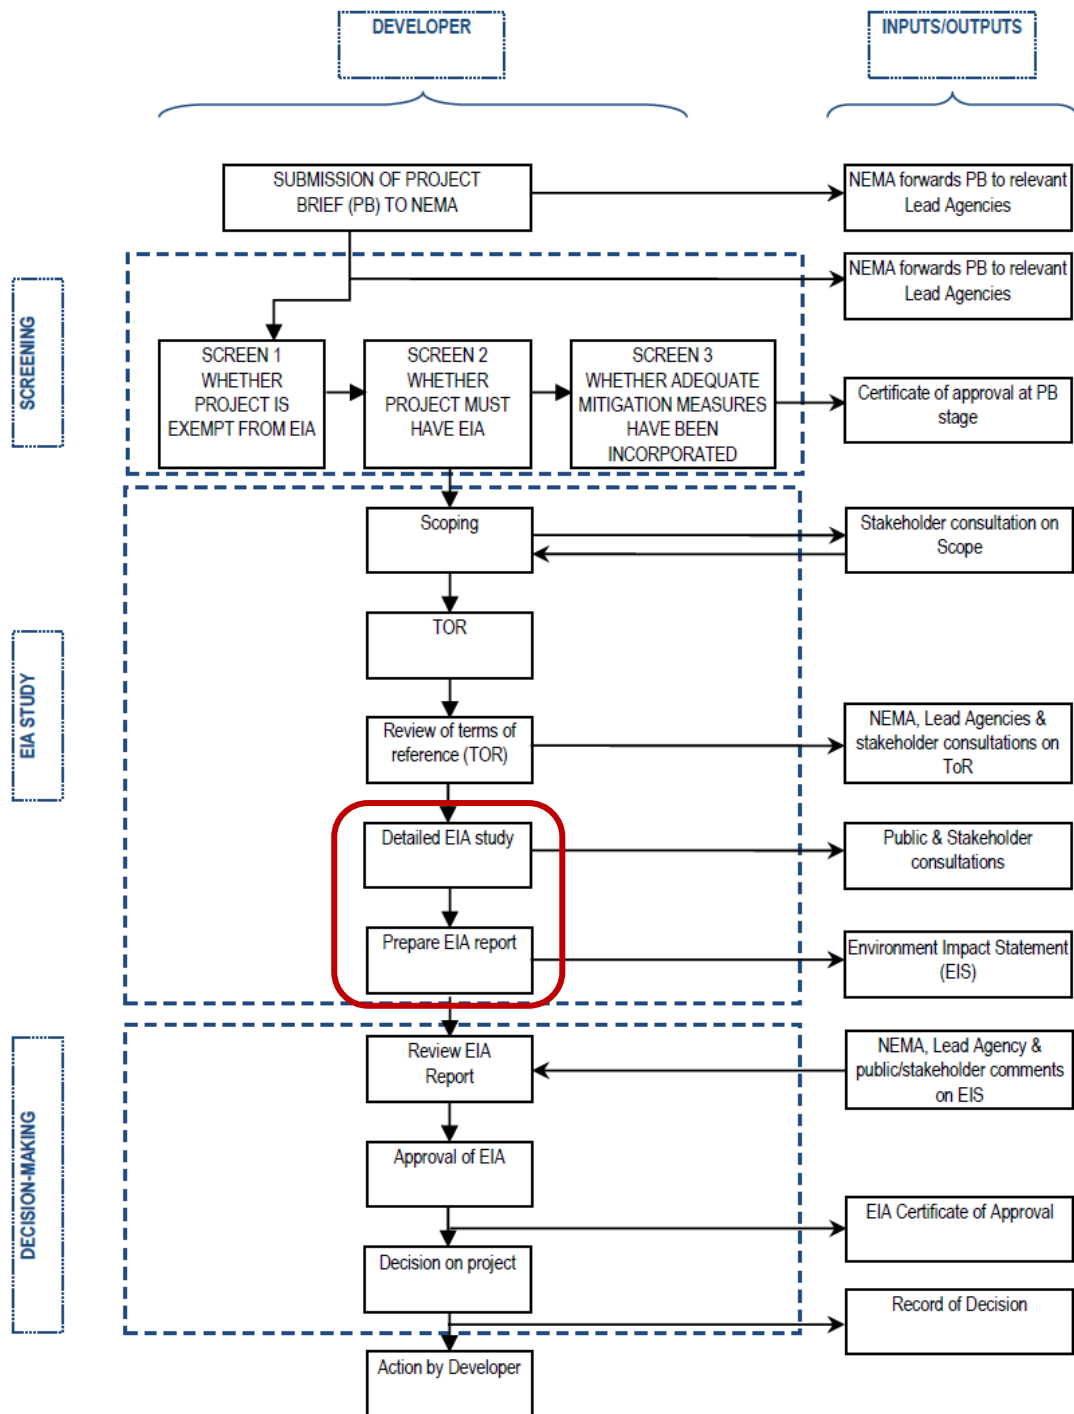 DEVELOPER
INPUTS/OUTPUTS
SUBMISSION OF PROJECT
BRIEF (PB) TO NEMA
NEMA forwards PB to relevant
Lead Agencies
NEMA forwards PB to relevant
Lead Agencies
SCREENING
SCREEN 1
WHETHER
PROJECT IS
EXEMPT FROM EIA
SCREEN 2
WHETHER
PROJECT MUST
HAVE EIA
SCREEN 3
WHETHER ADEQUATE
MITIGATION MEASURES
HAVE BEEN
INCORPORATED
Certificate of approval at PB
stage
EIA STUDY
Scoping
Stakeholder consultation on
Scope
TOR
Review of terms of
reference (TOR)
NEMA, Lead Agencies &
stakeholder consultations on
ToR
Detailed EIA study
Public & Stakeholder
consultations
Prepare EIA report
Environment Impact Statement
(EIS)
DECISION-MAKING
Review EIA
Report
NEMA, Lead Agency &
public/stakeholder comments
on EIS
Approval of EIA
EIA Certificate of Approval
Decision on project
Record of Decision
Action by Developer